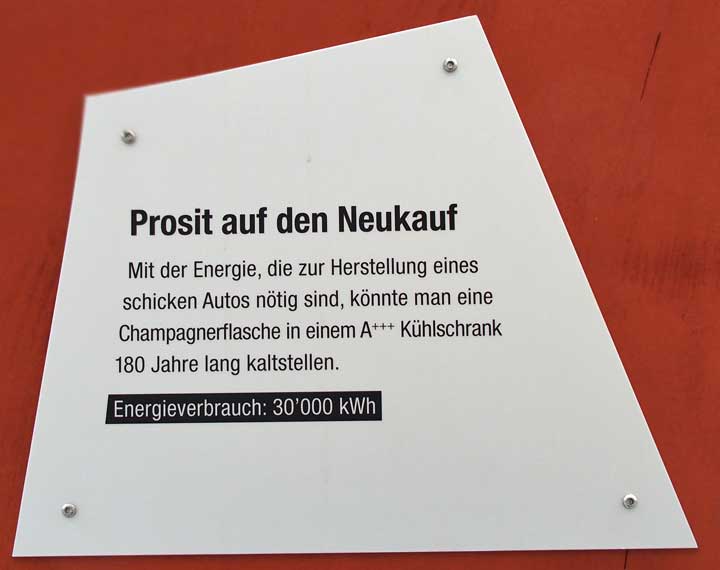 Prosit auf den Neukauf
Mit der Energie, die zur Herstellung eines
schicken Autos nötig sind, könnte man eine
Champagnerflasche in einem A+++ Kühlschrank
180 Jahre lang kaltstellen.
Energieverbrauch: 30’000 kWh